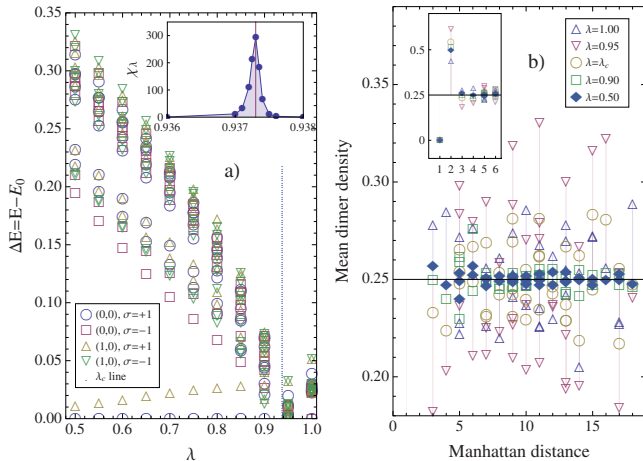 ΔE=E−E₀
0.30
0.25
0.20
0.15
0.10
0.05
0.00
0.5 0.6 0.7 0.8 0.9 1.0
λ
a)
χλ
300
200
100
0
0.936 0.937 0.938
(0,0), σ=+1
(0,0), σ=−1
(1,0), σ=+1
(1,0), σ=−1
λc line
b)
Mean dimer density
0.30
0.25
0.20
0 5 10 15
Manhattan distance
0.5
0.25
0
1 2 3 4 5 6
λ=1.00
λ=0.95
λ=λc
λ=0.90
λ=0.50